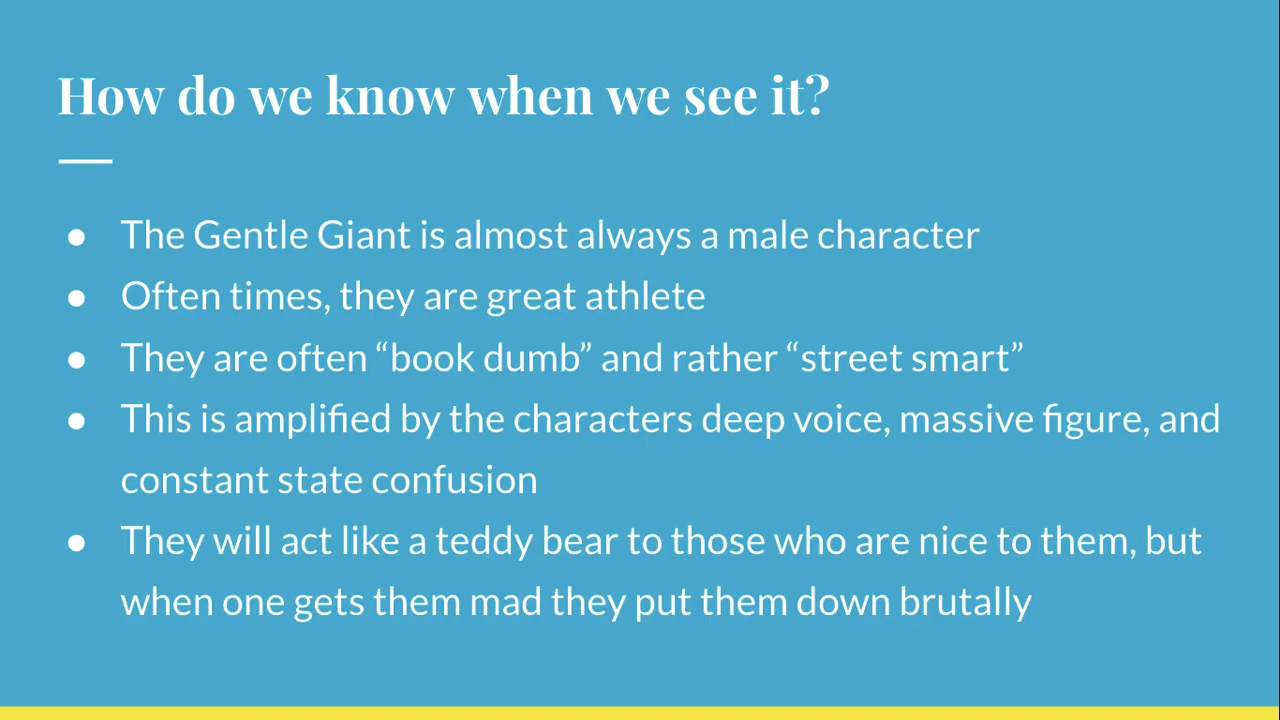 How do we know when we see it?
● The Gentle Giant is almost always a male character
● Often times, they are great athlete
● They are often “book dumb” and rather “street smart”
● This is amplified by the characters deep voice, massive figure, and
constant state confusion
● They will act like a teddy bear to those who are nice to them, but
when one gets them mad they put them down brutally